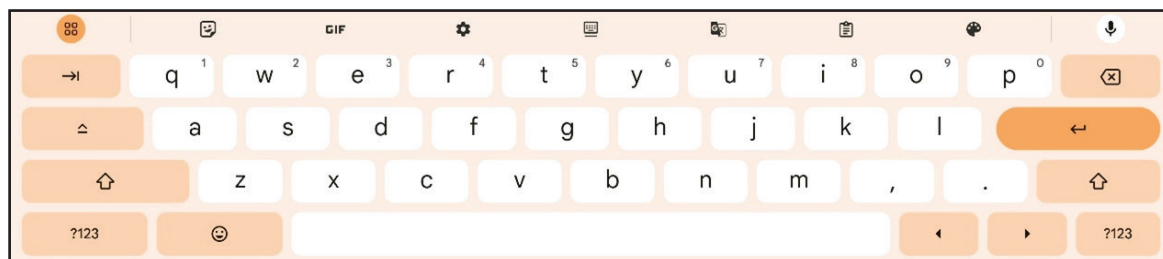 GIF
q 1 w 2 e 3 r 4 t 5 y 6 u 7 i 8 o 9 p 0
a s d f g h j k l
z x c v b n m , .
?123 ?123